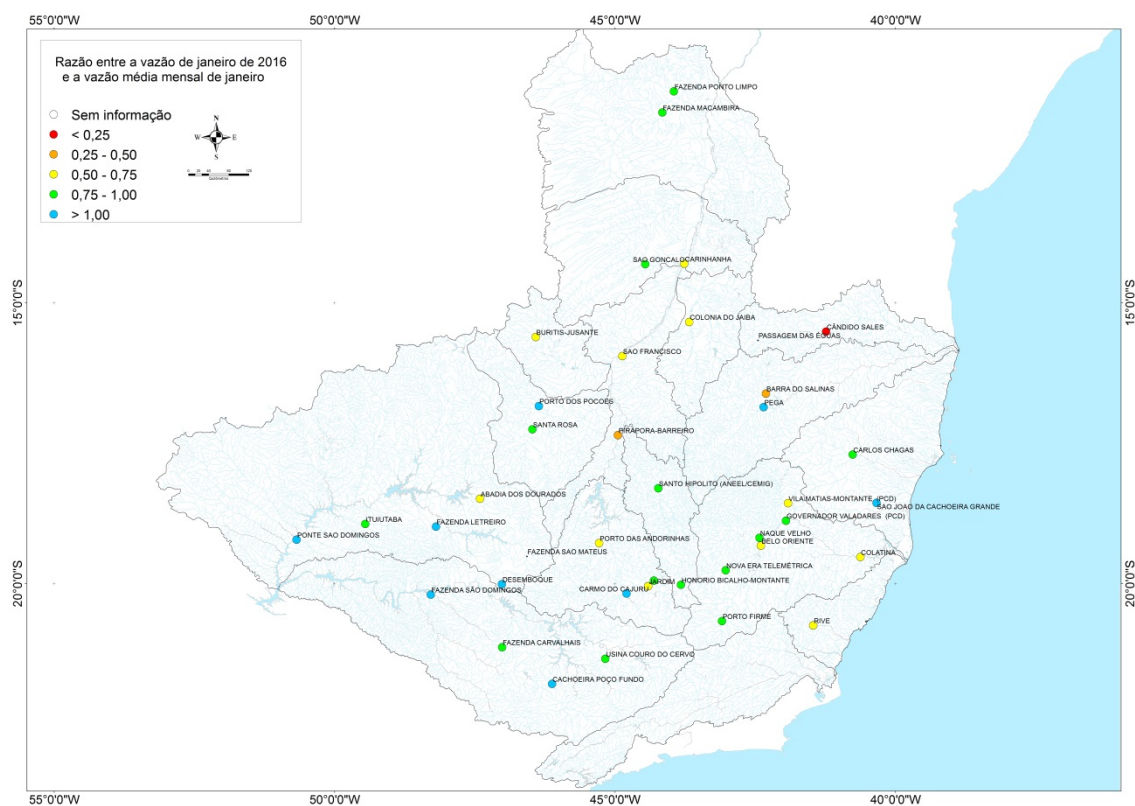 55°0'0"W 50°0'0"W 45°0'0"W 40°0'0"W
Razão entre a vazão de janeiro de 2016
e a vazão média mensal de janeiro
Sem informação
< 0,25
0,25 - 0,50
0,50 - 0,75
0,75 - 1,00
> 1,00
N
W E
S
FAZENDA PONTO LIMPO
FAZENDA MACAMBIRA
SAO GONCALO
CARINHANHA
15°0'0"S
15°0'0"S
COLONIA DO JAIBA
CÂNDIDO SALES
PASSAGEM DAS ÉGUAS
BURITIS-JUSANTE
SAO FRANCISCO
BARRA DO SALINAS
PEGA
PORTO DOS POCOES
SANTA ROSA
PIRAPORA-BARREIRO
CARLOS CHAGAS
SANTO HIPOLITO (ANEEL/CEMIG)
ABADIA DOS DOURADOS
VILA MATIAS-MONTANTE (PCD)
SAO JOAO DA CACHOEIRA GRANDE
GOVERNADOR VALADARES (PCD)
ITUIUTABA
FAZENDA LETREIRO
PONTE SAO DOMINGOS
NAQUE VELHO
BELO ORIENTE
PORTO DAS ANDORINHAS
FAZENDA SAO MATEUS
COLATINA
NOVA ERA TELEMÉTRICA
20°0'0"S
20°0'0"S
DESEMBOQUE
JARDIM
HONORIO BICALHO-MONTANTE
FAZENDA SÃO DOMINGOS
CARMO DO CAJURU
PORTO FIRME
RIVE
FAZENDA CARVALHAIS
USINA COURO DO CERVO
CACHOEIRA POÇO FUNDO
55°0'0"W 50°0'0"W 45°0'0"W 40°0'0"W